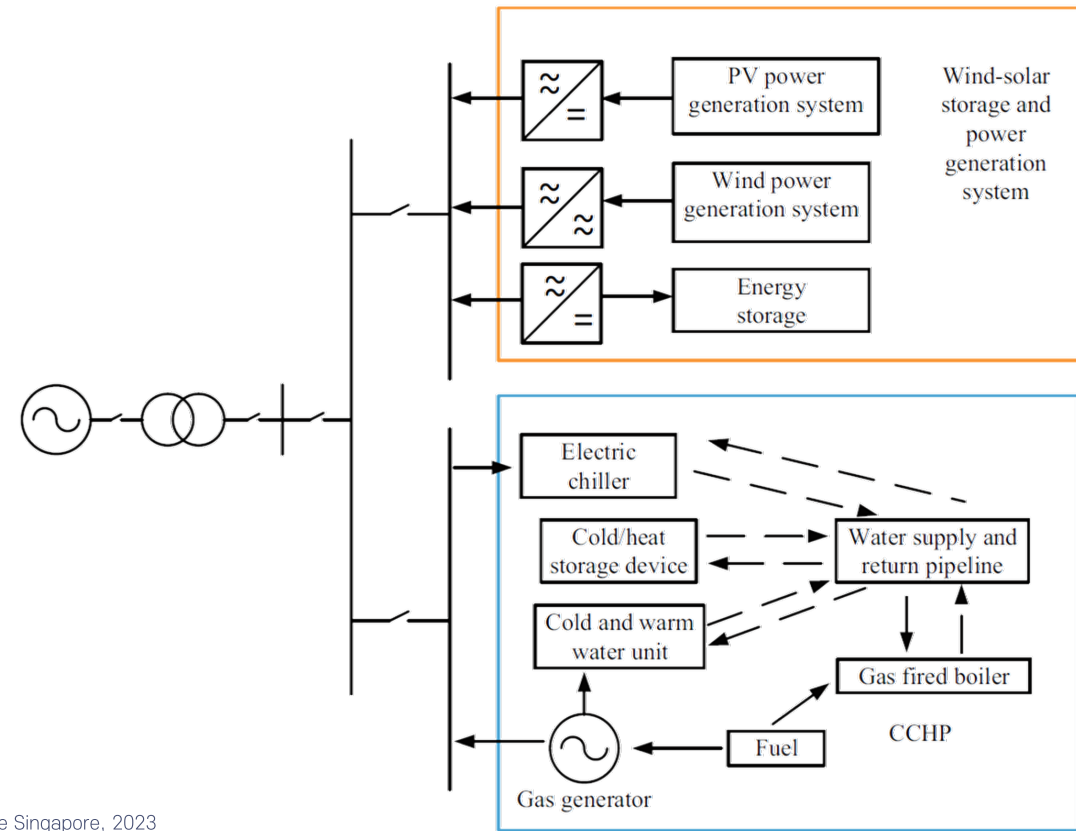 PV power
generation system
Wind-solar
storage and
power
generation
system
Wind power
generation system
Energy
storage
Electric
chiller
Cold/heat
storage device
Water supply and
return pipeline
Cold and warm
water unit
Gas fired boiler
CCHP
Fuel
Gas generator
e Singapore, 2023